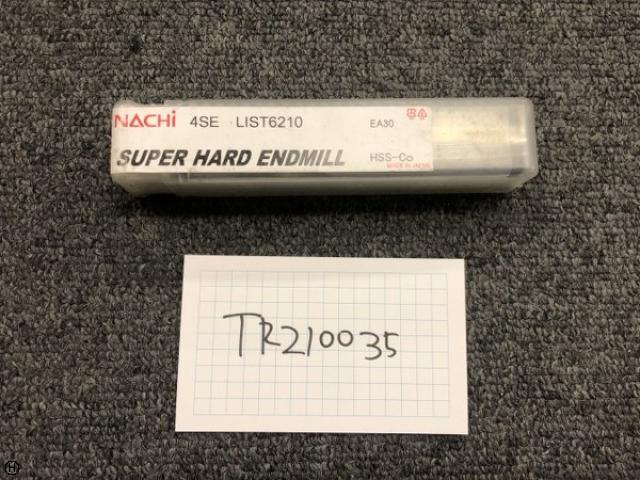 NACHi 4SE LIST6210 EA30
SUPER HARD ENDMILL HSS-Co
MADE IN JAPAN
TR210035
H